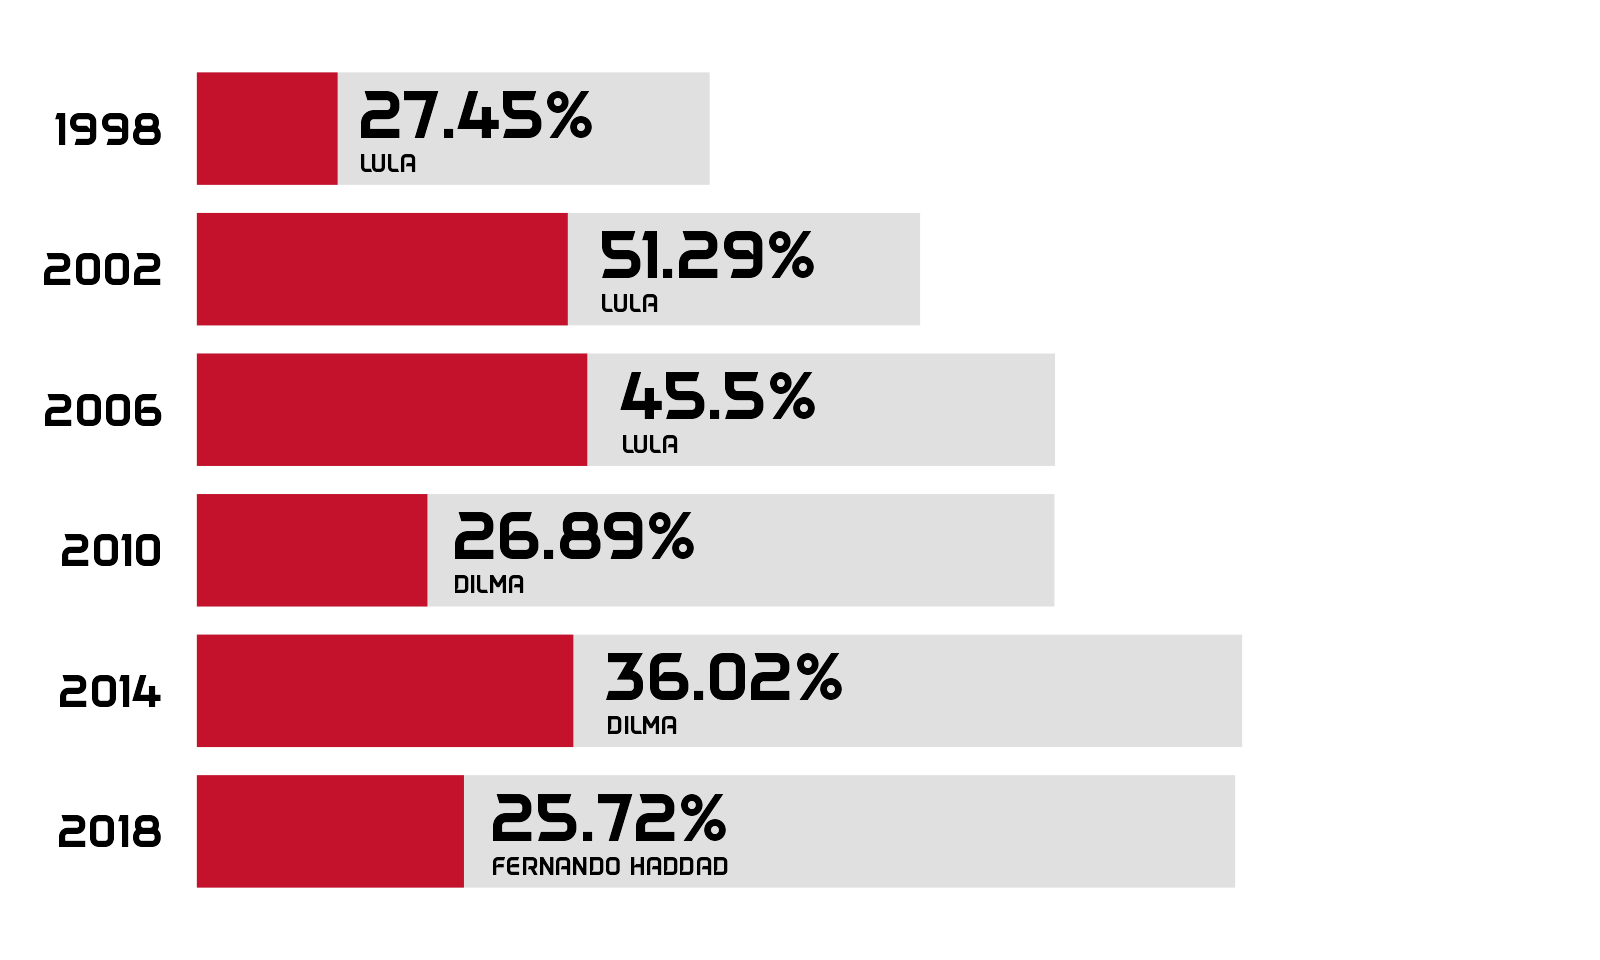 1998
27.45%
LULA
2002
51.29%
LULA
2006
45.5%
LULA
2010
26.89%
DILMA
2014
36.02%
DILMA
2018
25.72%
FERNANDO HADDAD